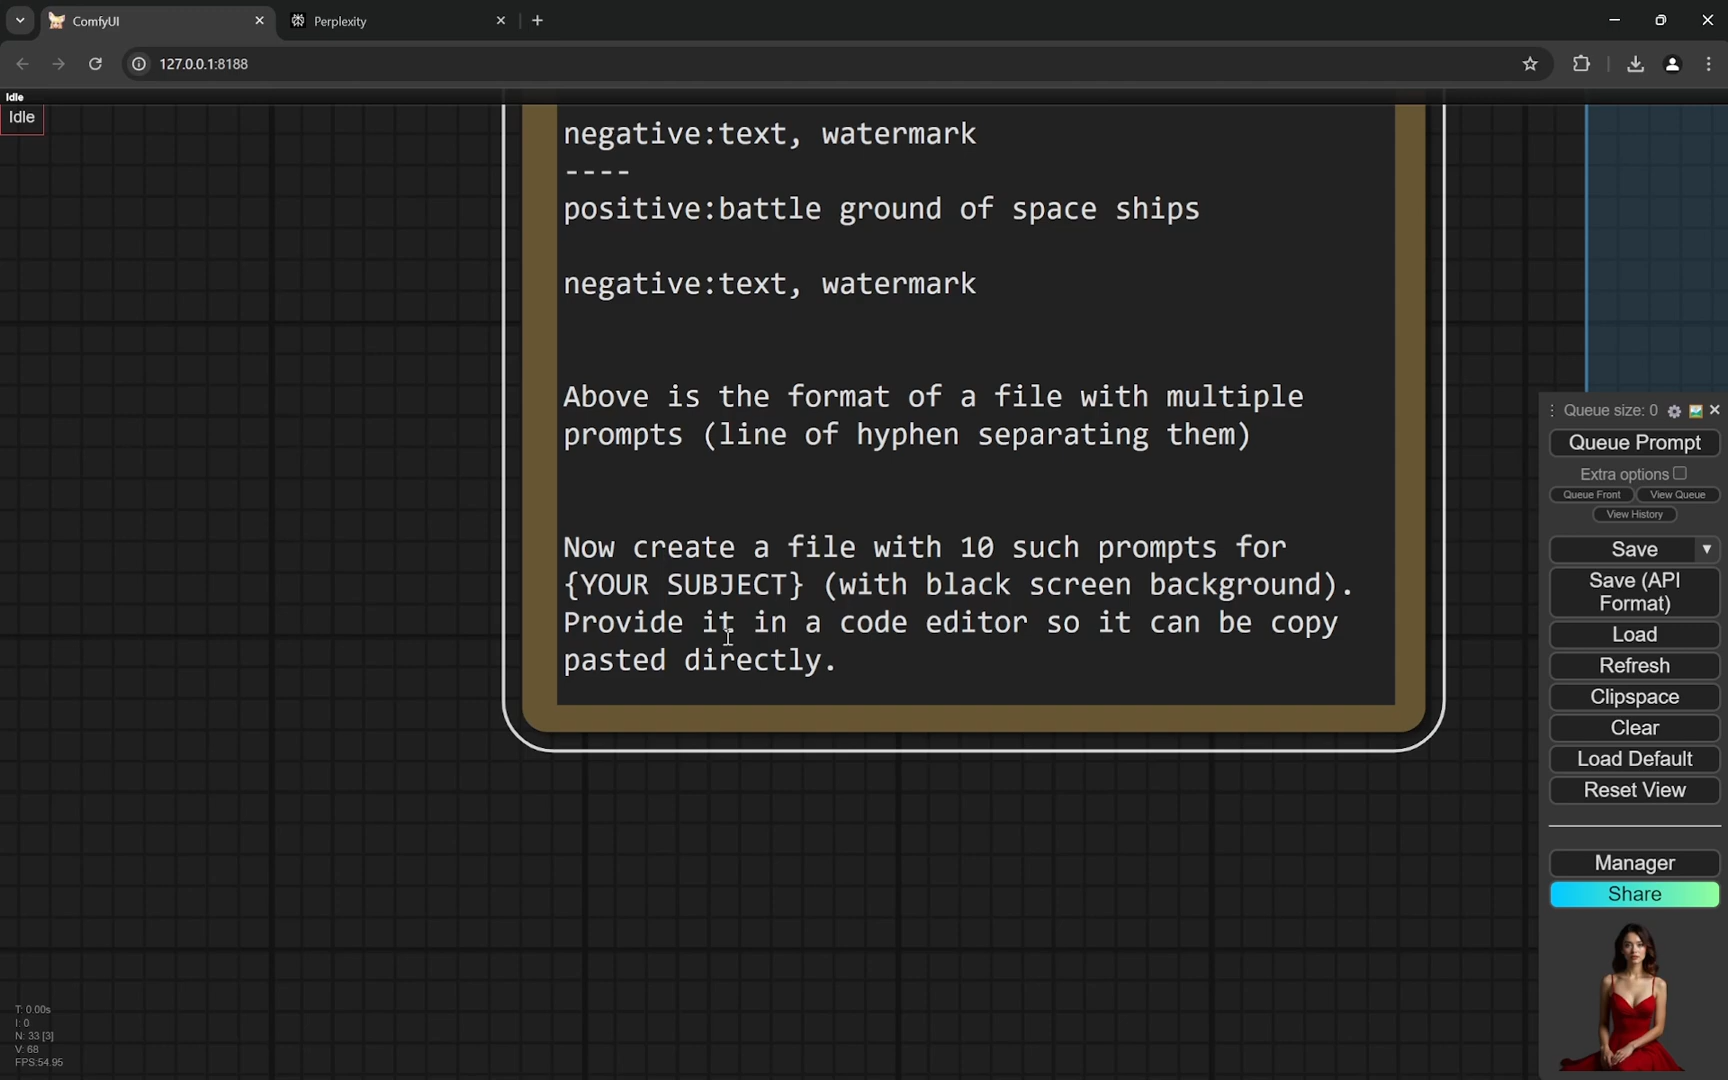 ComfyUI
Perplexity
127.0.0.1:8188
Idle
Idle
negative:text, watermark
----
positive:battle ground of space ships
negative:text, watermark
Above is the format of a file with multiple
prompts (line of hyphen separating them)
Now create a file with 10 such prompts for
{YOUR SUBJECT} (with black screen background).
Provide it in a code editor so it can be copy
pasted directly.
Queue size: 0
Queue Prompt
Extra options
Queue Front View Queue
View History
Save
Save (API
Format)
Load
Refresh
Clipspace
Clear
Load Default
Reset View
Manager
Share
T: 0.00s
I: 0
N: 33 [3]
V: 68
FPS:54.95